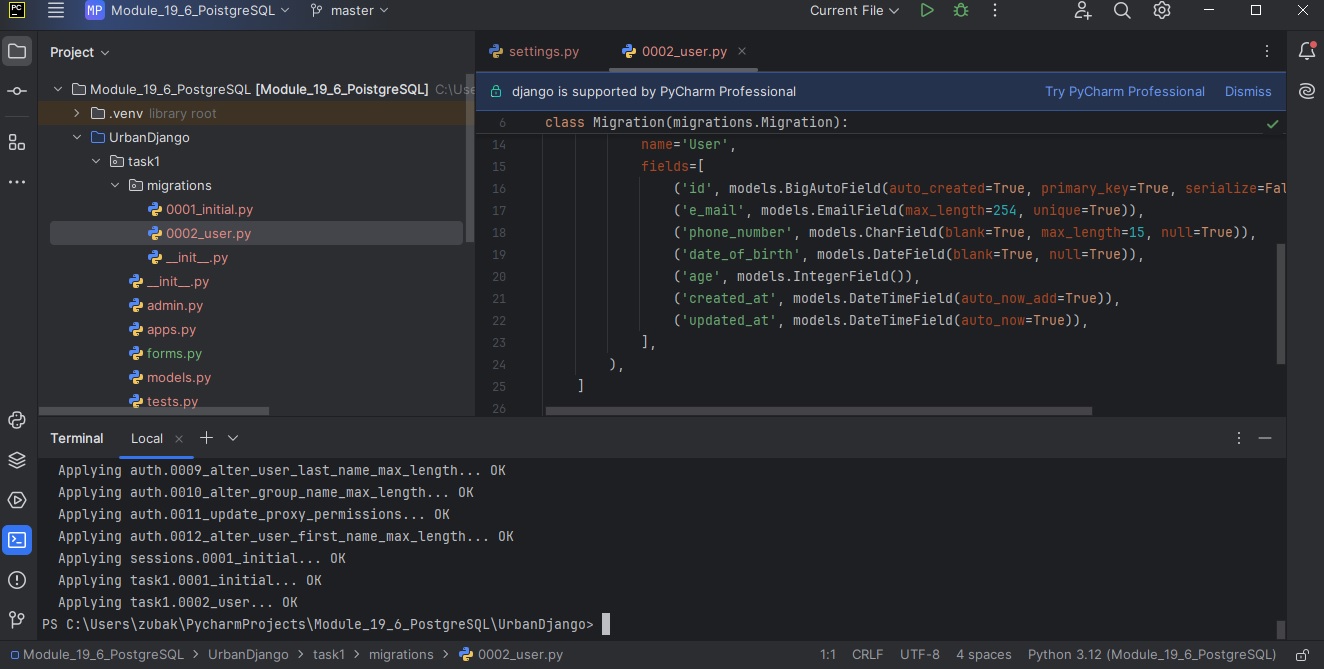 PC
MP Module_19_6_PoistgreSQL
master
Current File
Project
Module_19_6_PostgreSQL [Module_19_6_PoistgreSQL] C:\Use
.venv library root
UrbanDjango
task1
migrations
0001_initial.py
0002_user.py
__init__.py
__init__.py
admin.py
apps.py
forms.py
models.py
tests.py
settings.py
0002_user.py
django is supported by PyCharm Professional
Try PyCharm Professional
Dismiss
6 class Migration(migrations.Migration):
14 name='User',
15 fields=[
16 ('id', models.BigAutoField(auto_created=True, primary_key=True, serialize=Fal
17 ('e_mail', models.EmailField(max_length=254, unique=True)),
18 ('phone_number', models.CharField(blank=True, max_length=15, null=True)),
19 ('date_of_birth', models.DateField(blank=True, null=True)),
20 ('age', models.IntegerField()),
21 ('created_at', models.DateTimeField(auto_now_add=True)),
22 ('updated_at', models.DateTimeField(auto_now=True)),
23 ],
24 ),
25 ]
26
Terminal
Local
Applying auth.0009_alter_user_last_name_max_length... OK
Applying auth.0010_alter_group_name_max_length... OK
Applying auth.0011_update_proxy_permissions... OK
Applying auth.0012_alter_user_first_name_max_length... OK
Applying sessions.0001_initial... OK
Applying task1.0001_initial... OK
Applying task1.0002_user... OK
PS C:\Users\zubak\PycharmProjects\Module_19_6_PostgreSQL\UrbanDjango>
Module_19_6_PostgreSQL > UrbanDjango > task1 > migrations > 0002_user.py
1:1 CRLF UTF-8 4 spaces Python 3.12 (Module_19_6_PostgreSQL)